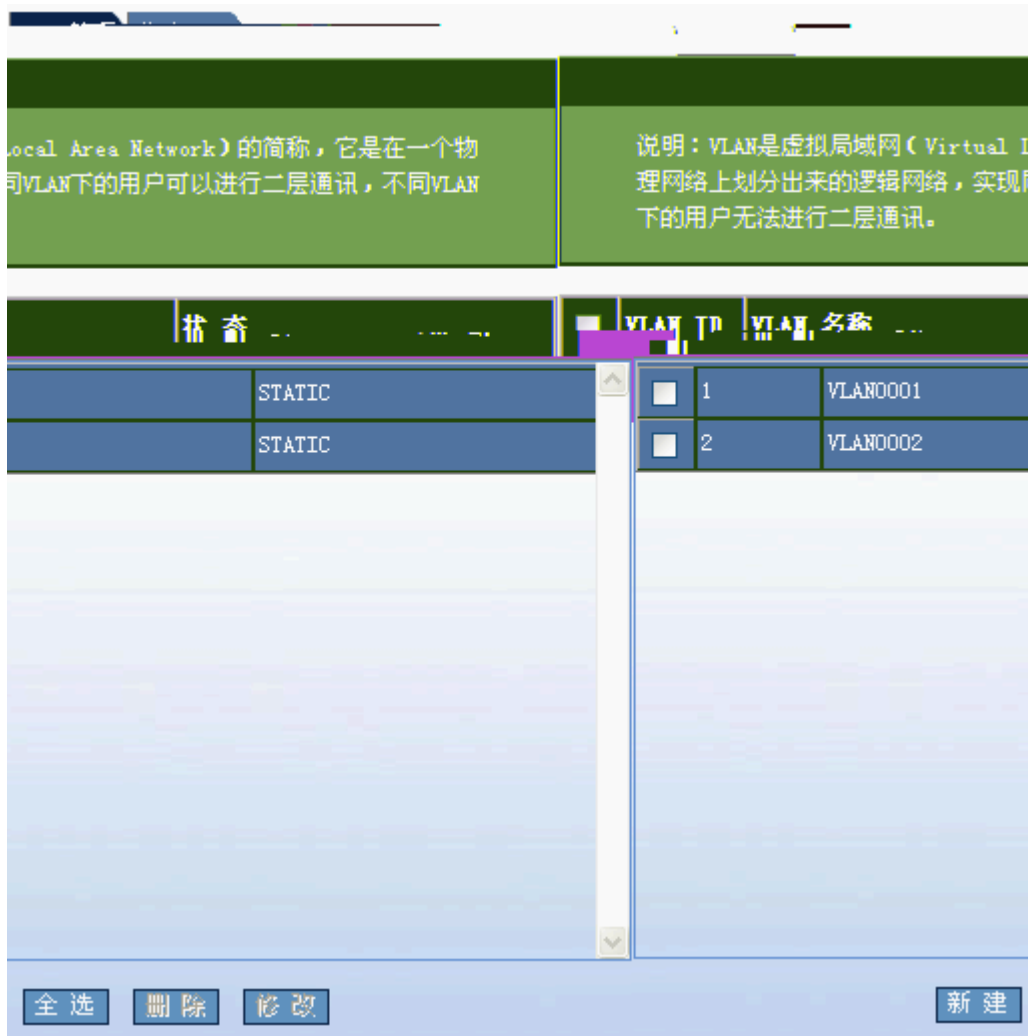 Local Area Network)的简称，它是在一个物
同VLAN下的用户可以进行二层通讯，不同VLAN
说明：VLAN是虚拟局域网(Virtual
理网络上划分出来的逻辑网络，实现
下的用户无法进行二层通讯。
状 态
VLAN ID VLAN 名称
STATIC
STATIC
1 VLAN0001
2 VLAN0002
全 选 删 除 修 改
新 建